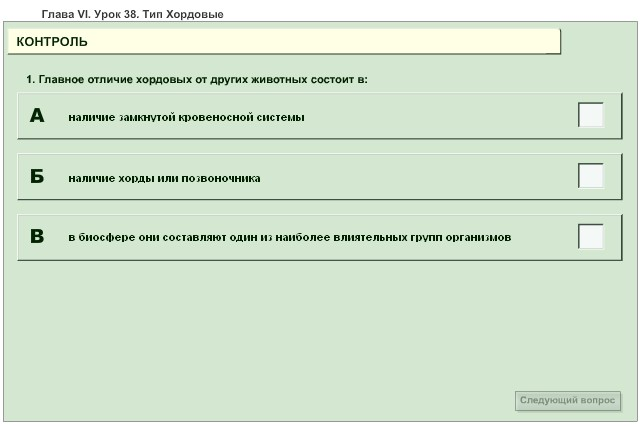 Глава VI. Урок 38. Тип Хордовые
КОНТРОЛЬ
1. Главное отличие хордовых от других животных состоит в:
А наличие замкнутой кровеносной системы
Б наличие хорды или позвоночника
В в биосфере они составляют один из наиболее влиятельных групп организмов
Следующий вопрос